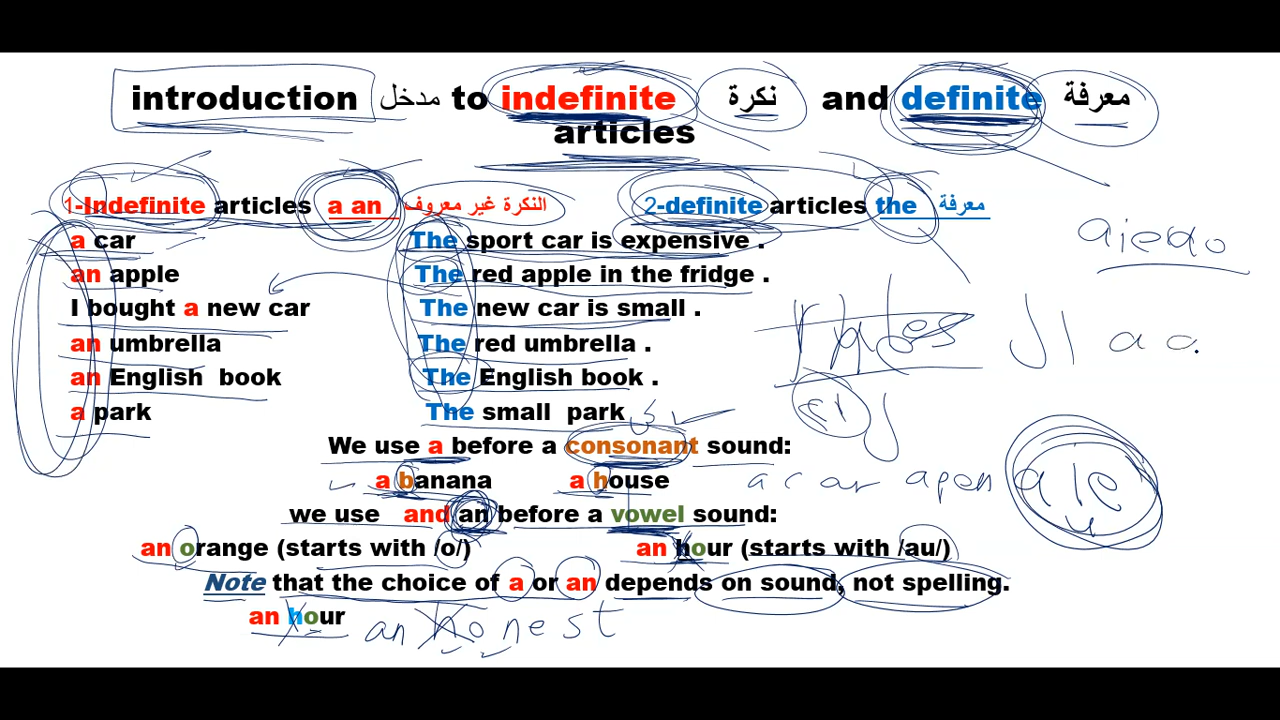 introduction مدخل to indefinite نكرة and definite معرفة
articles
1-Indefinite articles a an النكرة غير معروف
2-definite articles the معرفة
a car
The sport car is expensive .
an apple
The red apple in the fridge .
I bought a new car
The new car is small .
an umbrella
The red umbrella .
an English book
The English book .
a park
The small park
We use a before a consonant sound:
a banana a house
a car a pen
we use and an before a vowel sound:
an orange (starts with /o/) an hour (starts with /au/)
Note that the choice of a or an depends on sound, not spelling.
an hour
an honest